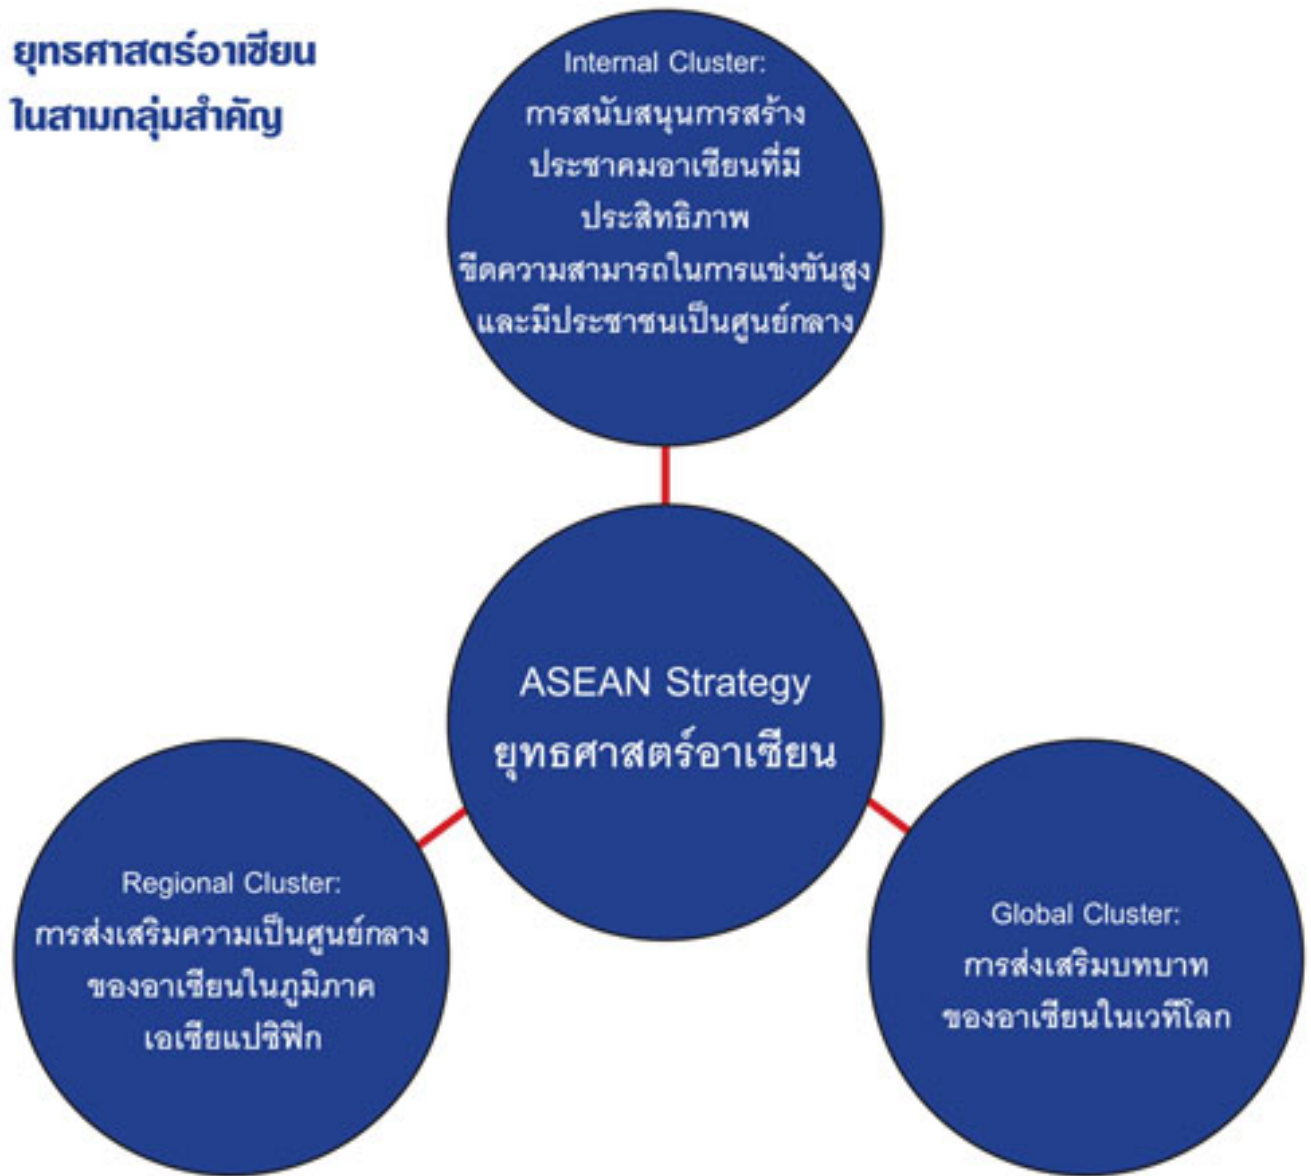 ยุทธศาสตร์อาเซียน
ในสามกลุ่มสำคัญ
Internal Cluster:
การสนับสนุนการสร้าง
ประชาคมอาเซียนที่มี
ประสิทธิภาพ
ขีดความสามารถในการแข่งขันสูง
และมีประชาชนเป็นศูนย์กลาง
ASEAN Strategy
ยุทธศาสตร์อาเซียน
Regional Cluster:
การส่งเสริมความเป็นศูนย์กลาง
ของอาเซียนในภูมิภาค
เอเซียแปซิฟิก
Global Cluster:
การส่งเสริมบทบาท
ของอาเซียนในเวทีโลก